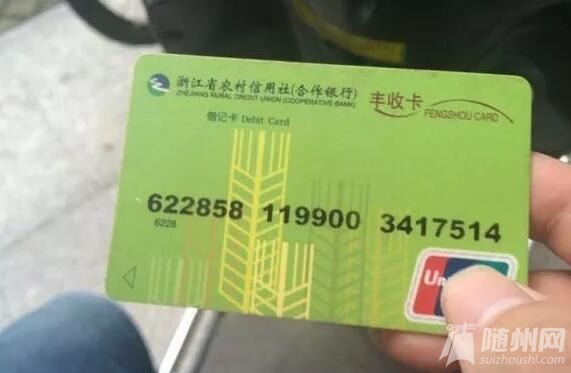 浙江省农村信用社(合作银行)
ZHEJIANG RURAL CREDIT UNION (COOPERATIVE BANK)
丰收卡
FENGSHOU CARD
借记卡 Debit Card
622858 119900 3417514
6228
Un
随州网
suizhoushi.com